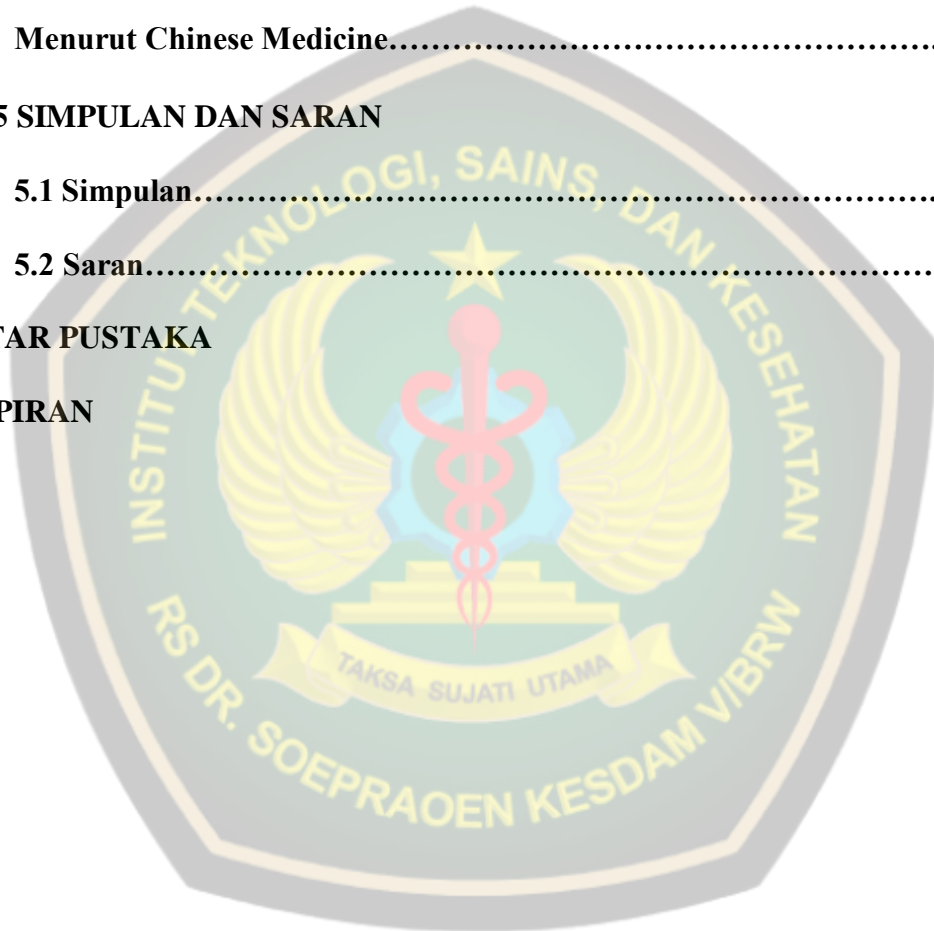 Menurut Chinese Medicine……………………………………………………
5 SIMPULAN DAN SARAN
5.1 Simpulan……………………………………………………………………
5.2 Saran…………………………………………………………………………
TAR PUSTAKA
PIRAN
INSTITUT TEKNOLOGI, SAINS, DAN KESEHATAN
TAKSA SUJATI UTAMA
RS DR. SOEPRAOEN KESDAM V/BRW